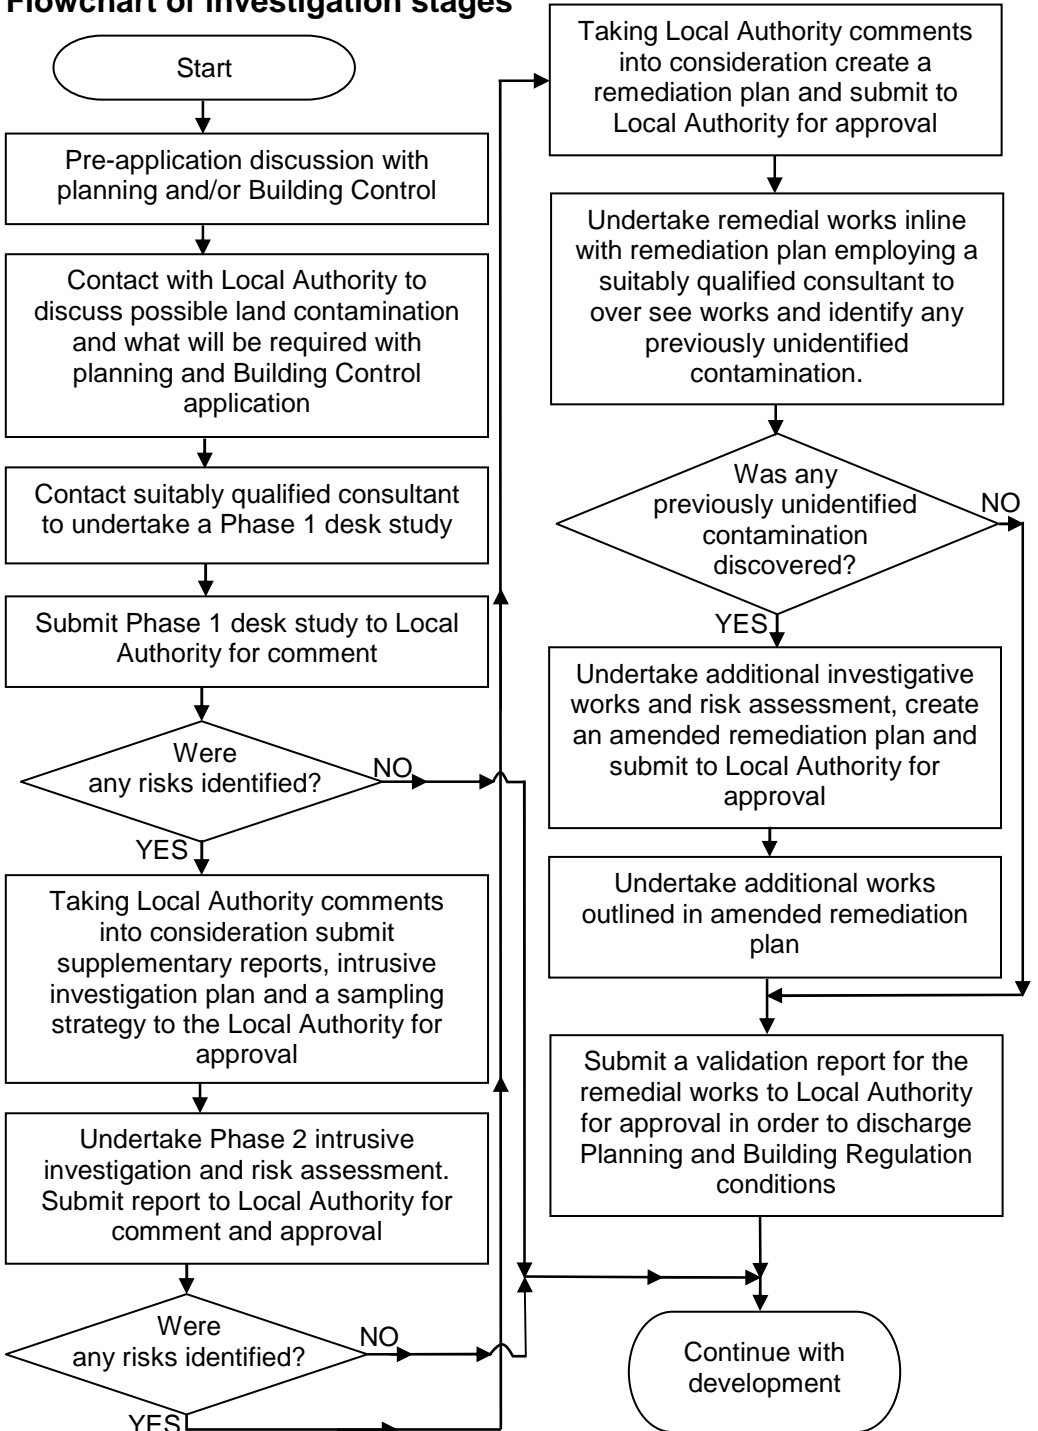 Flowchart of investigation stages
Start
Pre-application discussion with
planning and/or Building Control
Contact with Local Authority to
discuss possible land contamination
and what will be required with
planning and Building Control
application
Contact suitably qualified consultant
to undertake a Phase 1 desk study
Submit Phase 1 desk study to Local
Authority for comment
Were
any risks identified?
NO
YES
Taking Local Authority comments
into consideration submit
supplementary reports, intrusive
investigation plan and a sampling
strategy to the Local Authority for
approval
Undertake Phase 2 intrusive
investigation and risk assessment.
Submit report to Local Authority for
comment and approval
Were
any risks identified?
NO
YES
Taking Local Authority comments
into consideration create a
remediation plan and submit to
Local Authority for approval
Undertake remedial works inline
with remediation plan employing a
suitably qualified consultant to
over see works and identify any
previously unidentified
contamination.
Was any
previously unidentified
contamination
discovered?
NO
YES
Undertake additional investigative
works and risk assessment, create
an amended remediation plan and
submit to Local Authority for
approval
Undertake additional works
outlined in amended remediation
plan
Submit a validation report for the
remedial works to Local Authority
for approval in order to discharge
Planning and Building Regulation
conditions
Continue with
development